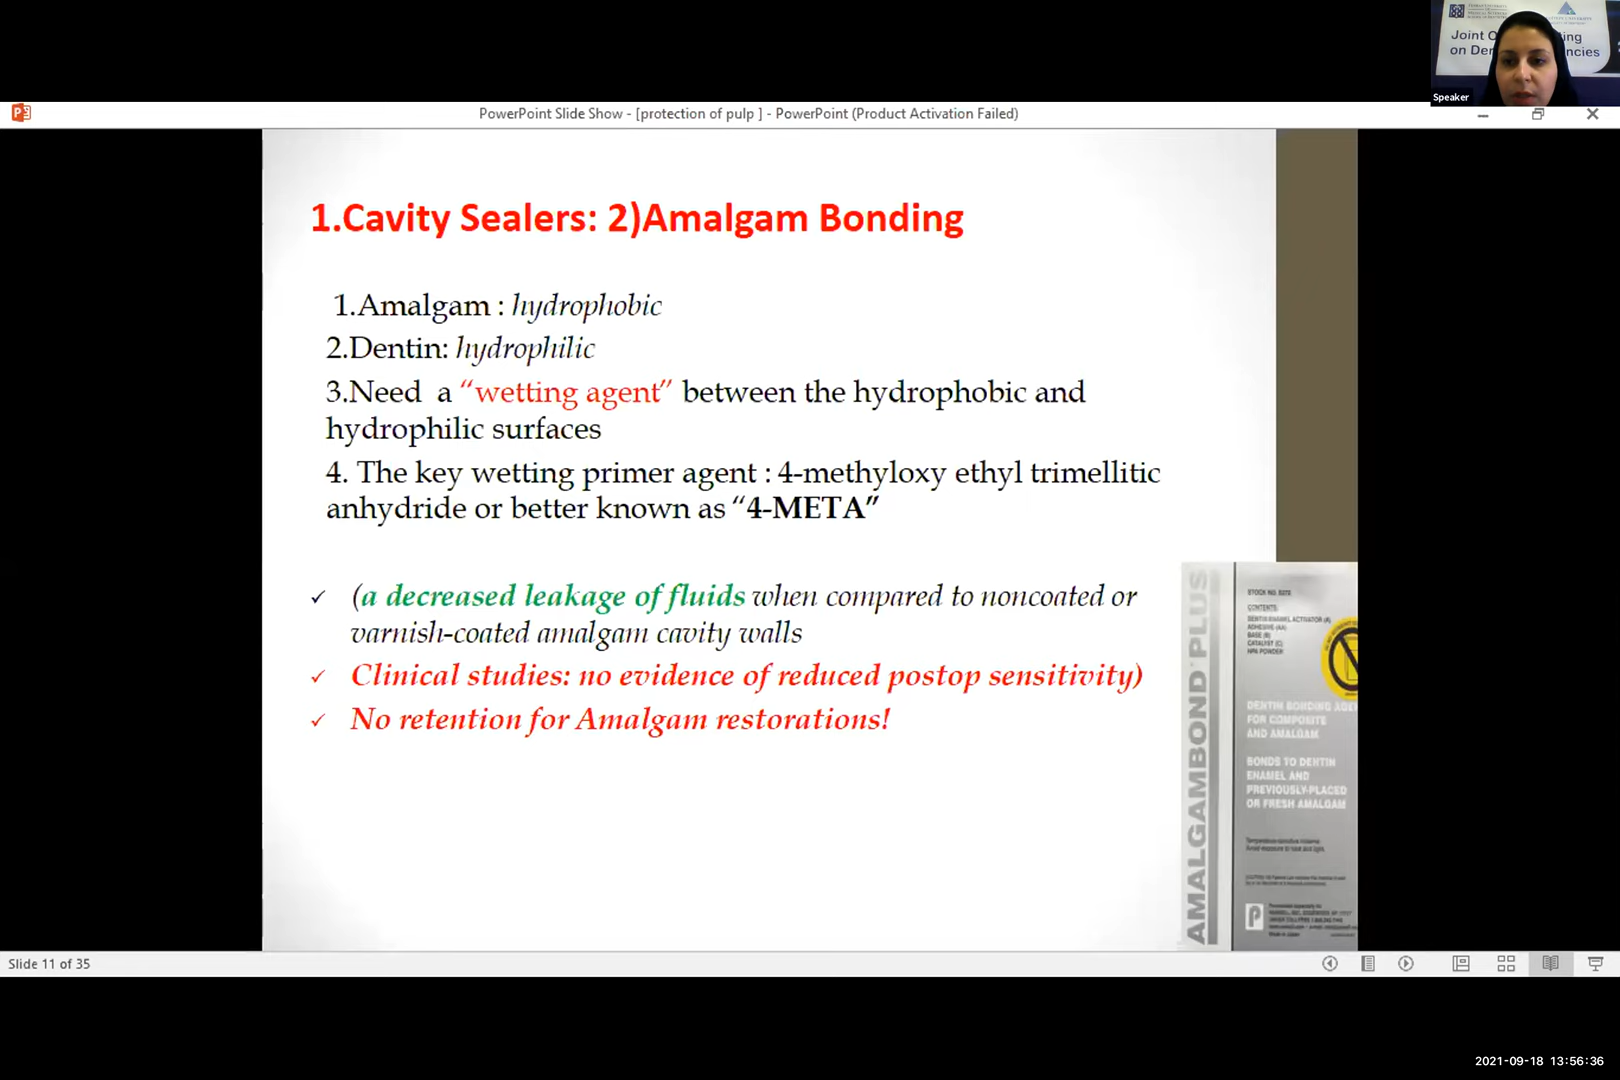 Joint O ing
on De ncies
Speaker
PowerPoint Slide Show - [protection of pulp ] - PowerPoint (Product Activation Failed)
1.Cavity Sealers: 2)Amalgam Bonding
1.Amalgam : hydrophobic
2.Dentin: hydrophilic
3.Need a “wetting agent” between the hydrophobic and
hydrophilic surfaces
4. The key wetting primer agent : 4-methyloxy ethyl trimellitic
anhydride or better known as “4-META”
✓ (a decreased leakage of fluids when compared to noncoated or
varnish-coated amalgam cavity walls
✓ Clinical studies: no evidence of reduced postop sensitivity)
✓ No retention for Amalgam restorations!
AMALGAMBOND PLUS
CONTENTS:
DENTIN ENAMEL ACTIVATOR (A)
ADHESIVE (AA)
BASE (B)
CATALYST (C)
HPA POWDER
DENTIN BONDING AGE
FOR COMPOSITE
AND AMALGAM
BONDS TO DENTIN
ENAMEL AND
PREVIOUSLY-PLACED
OR FRESH AMALGAM
Slide 11 of 35
2021-09-18 13:56:36